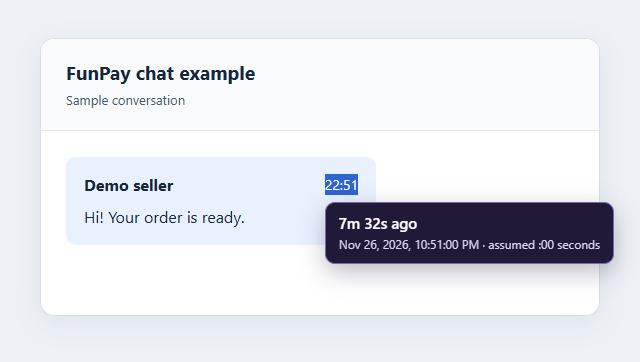 FunPay chat example
Sample conversation
Demo seller 22:51
Hi! Your order is ready.
7m 32s ago
Nov 26, 2026, 10:51:00 PM · assumed :00 seconds